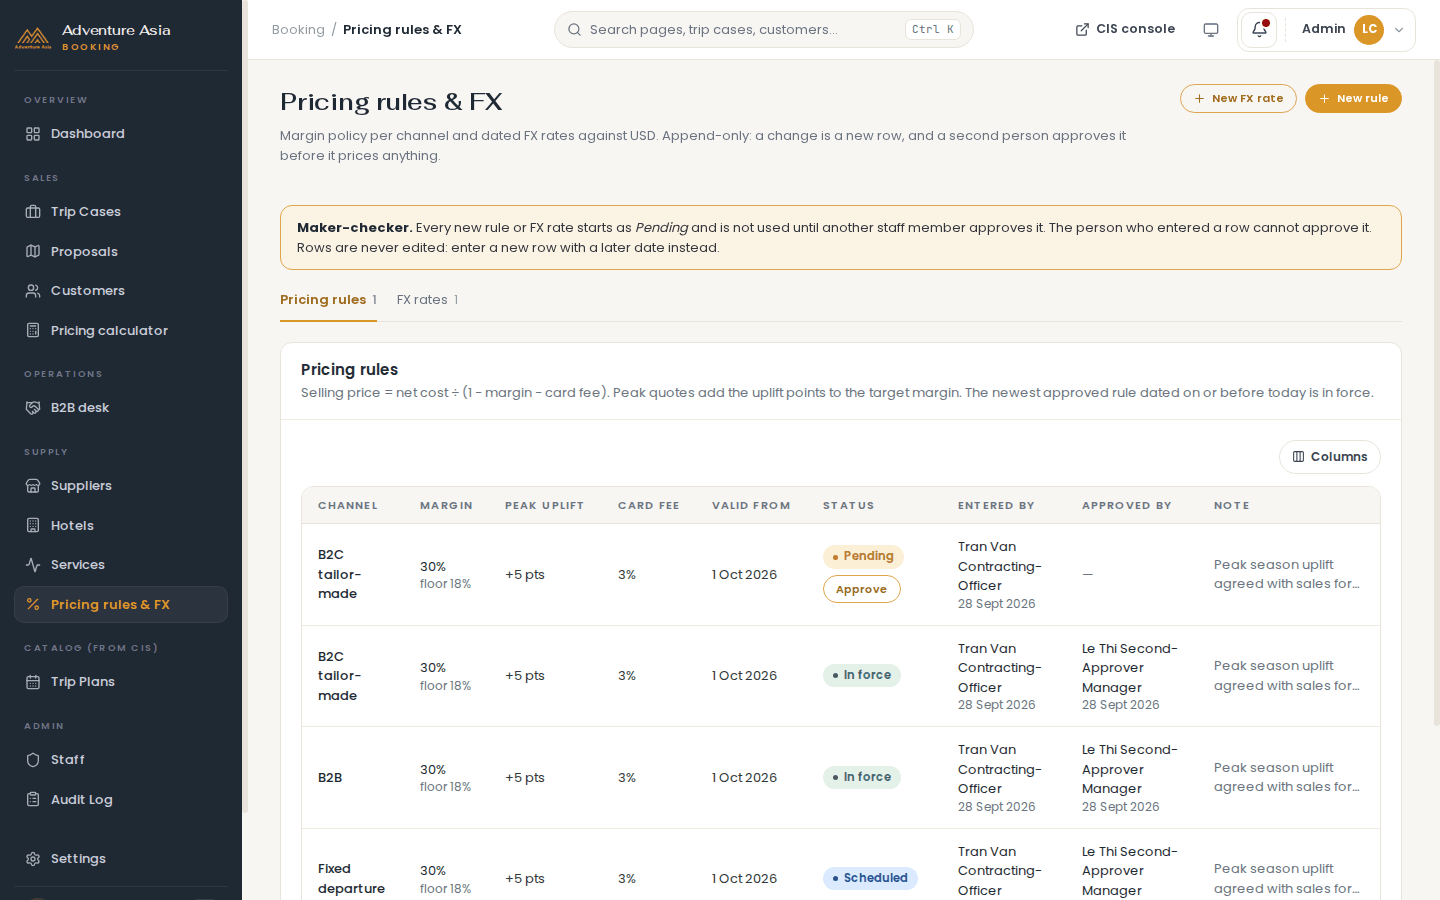 Adventure Asia
BOOKING
OVERVIEW
Dashboard
SALES
Trip Cases
Proposals
Customers
Pricing calculator
OPERATIONS
B2B desk
SUPPLY
Suppliers
Hotels
Services
Pricing rules & FX
CATALOG (FROM CIS)
Trip Plans
ADMIN
Staff
Audit Log
Settings
Booking / Pricing rules & FX
Search pages, trip cases, customers...
Ctrl K
CIS console
Admin
LC
Pricing rules & FX
Margin policy per channel and dated FX rates against USD. Append-only: a change is a new row, and a second person approves it
before it prices anything.
New FX rate
New rule
Maker-checker. Every new rule or FX rate starts as Pending and is not used until another staff member approves it. The person who entered a row cannot approve it.
Rows are never edited: enter a new row with a later date instead.
Pricing rules 1
FX rates 1
Pricing rules
Selling price = net cost ÷ (1 - margin - card fee). Peak quotes add the uplift points to the target margin. The newest approved rule dated on or before today is in force.
Columns
CHANNEL MARGIN PEAK UPLIFT CARD FEE VALID FROM STATUS ENTERED BY APPROVED BY NOTE
B2C
tailor-
made
30%
floor 18%
+5 pts
3%
1 Oct 2026
Pending
Approve
Tran Van
Contracting-
Officer
28 Sept 2026
—
Peak season uplift
agreed with sales for...
B2C
tailor-
made
30%
floor 18%
+5 pts
3%
1 Oct 2026
In force
Tran Van
Contracting-
Officer
28 Sept 2026
Le Thi Second-
Approver
Manager
28 Sept 2026
Peak season uplift
agreed with sales for...
B2B
30%
floor 18%
+5 pts
3%
1 Oct 2026
In force
Tran Van
Contracting-
Officer
28 Sept 2026
Le Thi Second-
Approver
Manager
28 Sept 2026
Peak season uplift
agreed with sales for...
Fixed
departure
30%
floor 18%
+5 pts
3%
1 Oct 2026
Scheduled
Tran Van
Contracting-
Officer
Le Thi Second-
Approver
Manager
Peak season uplift
agreed with sales for...